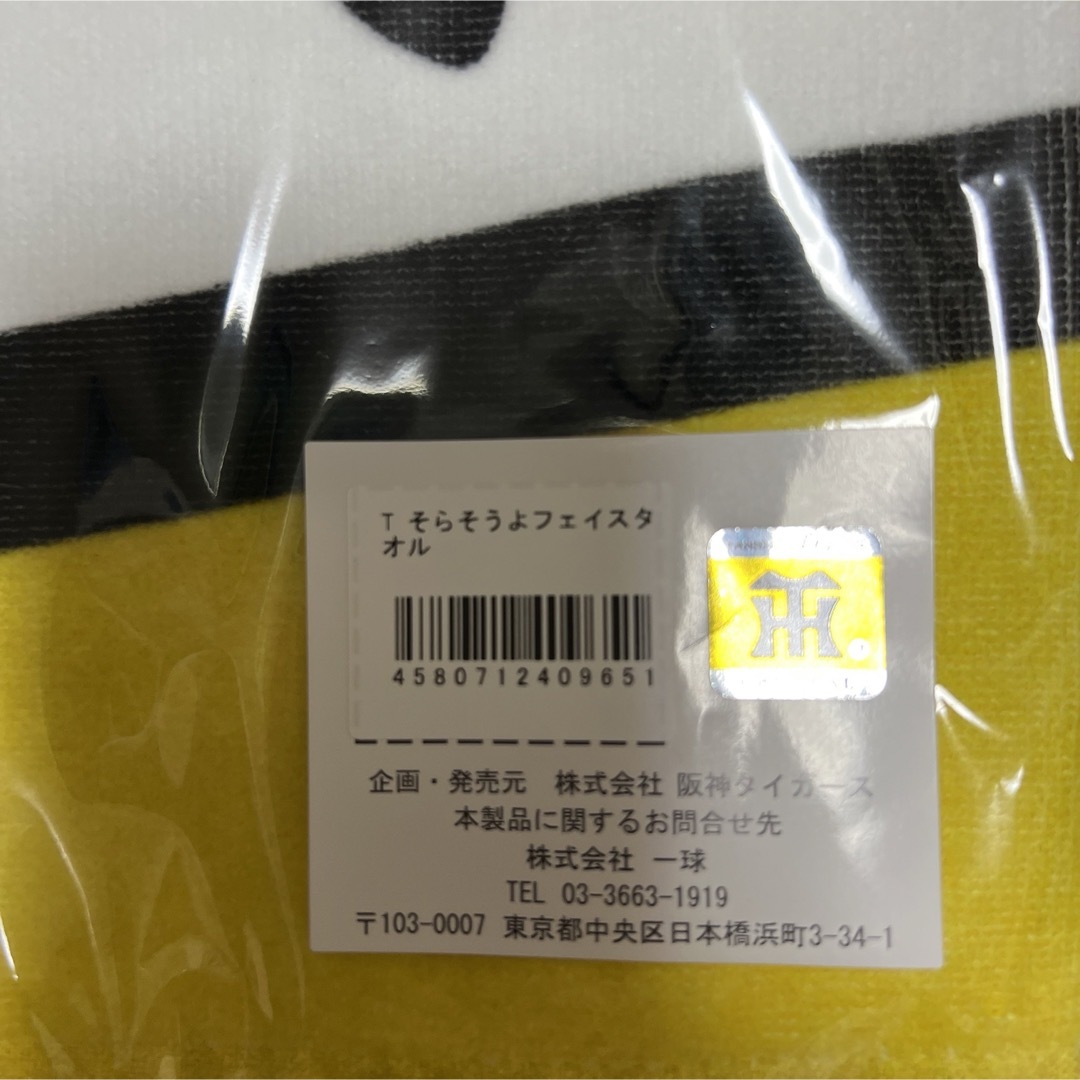 T そらそうよフェイスタ
オル
4580712409651
企画・発売元 株式会社 阪神タイガース
本製品に関するお問合せ先
株式会社 一球
TEL 03-3663-1919
〒103-0007 東京都中央区日本橋浜町3-34-1